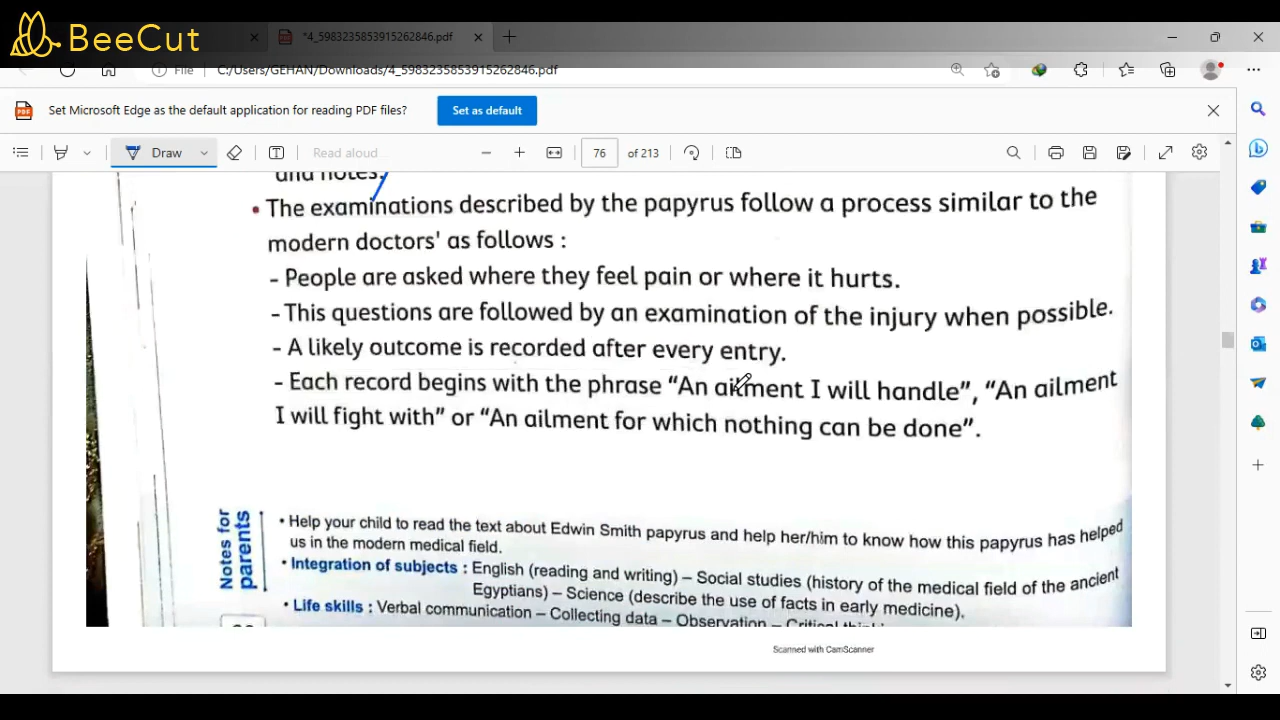 BeeCut
*4_5983235853915262846.pdf
File C:/Users/GEHAN/Downloads/4_5983235853915262846.pdf
Set Microsoft Edge as the default application for reading PDF files? Set as default
Draw Read aloud 76 of 213
and notes.
• The examinations described by the papyrus follow a process similar to the
modern doctors' as follows :
- People are asked where they feel pain or where it hurts.
- This questions are followed by an examination of the injury when possible.
- A likely outcome is recorded after every entry.
- Each record begins with the phrase “An ailment I will handle”, “An ailment
I will fight with” or “An ailment for which nothing can be done”.
Notes for
parents
• Help your child to read the text about Edwin Smith papyrus and help her/him to know how this papyrus has helped
us in the modern medical field.
• Integration of subjects : English (reading and writing) – Social studies (history of the medical field of the ancient
Egyptians) – Science (describe the use of facts in early medicine).
• Life skills : Verbal communication – Collecting data – Observation – Critical
Scanned with CamScanner